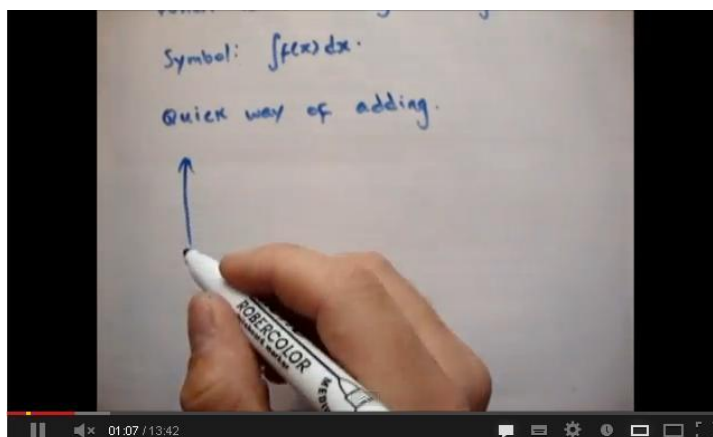 Symbol: ∫f(x) dx.
Quick way of adding.
ROBERCOLOR
01:07 / 13:42